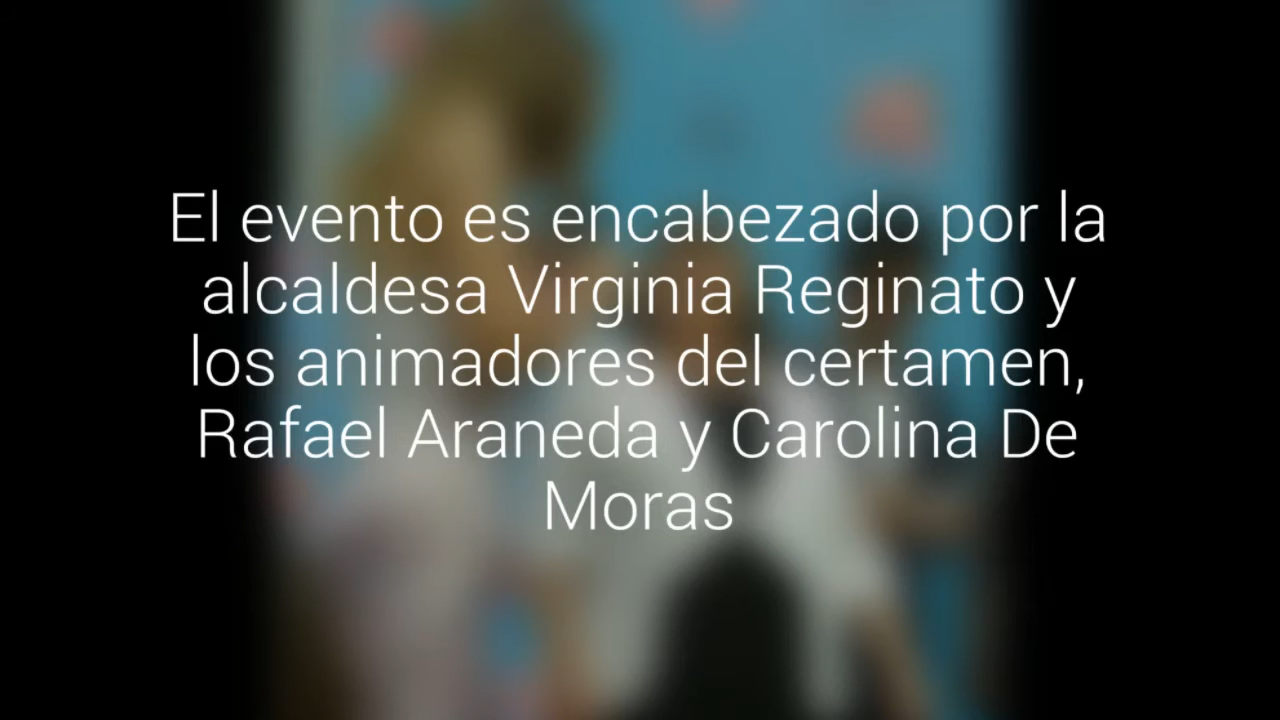 El evento es encabezado por la
alcaldesa Virginia Reginato y
los animadores del certamen,
Rafael Araneda y Carolina De
Moras